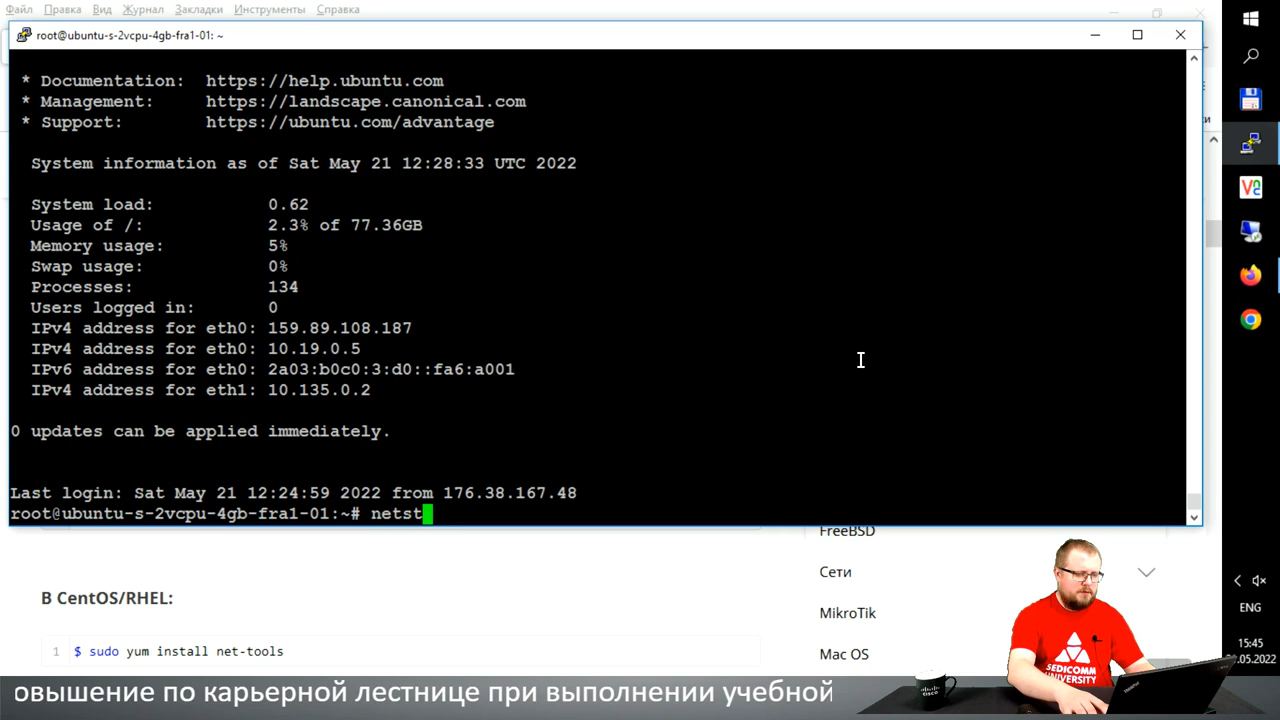 Файл Правка Вид Журнал Закладки Инструменты Справка
root@ubuntu-s-2vcpu-4gb-fra1-01: ~
* Documentation: https://help.ubuntu.com
* Management: https://landscape.canonical.com
* Support: https://ubuntu.com/advantage
System information as of Sat May 21 12:28:33 UTC 2022
System load: 0.62
Usage of /: 2.3% of 77.36GB
Memory usage: 5%
Swap usage: 0%
Processes: 134
Users logged in: 0
IPv4 address for eth0: 159.89.108.187
IPv4 address for eth0: 10.19.0.5
IPv6 address for eth0: 2a03:b0c0:3:d0::fa6:a001
IPv4 address for eth1: 10.135.0.2
0 updates can be applied immediately.
Last login: Sat May 21 12:24:59 2022 from 176.38.167.48
root@ubuntu-s-2vcpu-4gb-fra1-01:~# netst
FreeBSD
Сети
MikroTik
Mac OS
В CentOS/RHEL:
1 $ sudo yum install net-tools
ENG
15:45
21.05.2022
SEDICOMM
UNIVERSITY
cisco
овышение по карьерной лестнице при выполнении учебной